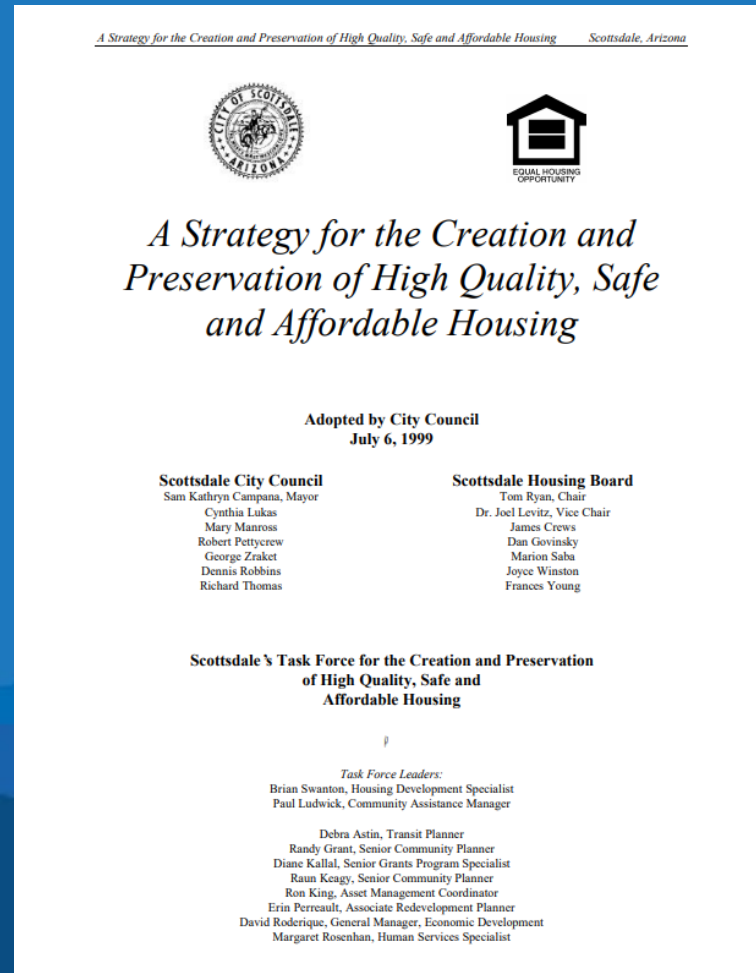 A Strategy for the Creation and Preservation of High Quality, Safe and Affordable Housing Scottsdale, Arizona
CITY OF SCOTTSDALE
ARIZONA
EQUAL HOUSING
OPPORTUNITY
A Strategy for the Creation and
Preservation of High Quality, Safe
and Affordable Housing
Adopted by City Council
July 6, 1999
Scottsdale City Council
Sam Kathryn Campana, Mayor
Cynthia Lukas
Mary Manross
Robert Pettycrew
George Zraket
Dennis Robbins
Richard Thomas
Scottsdale Housing Board
Tom Ryan, Chair
Dr. Joel Levitz, Vice Chair
James Crews
Dan Govinsky
Marion Saba
Joyce Winston
Frances Young
Scottsdale's Task Force for the Creation and Preservation
of High Quality, Safe and
Affordable Housing
Task Force Leaders:
Brian Swanton, Housing Development Specialist
Paul Ludwick, Community Assistance Manager
Debra Astin, Transit Planner
Randy Grant, Senior Community Planner
Diane Kallal, Senior Grants Program Specialist
Raun Keagy, Senior Community Planner
Ron King, Asset Management Coordinator
Erin Perreault, Associate Redevelopment Planner
David Roderique, General Manager, Economic Development
Margaret Rosenhan, Human Services Specialist